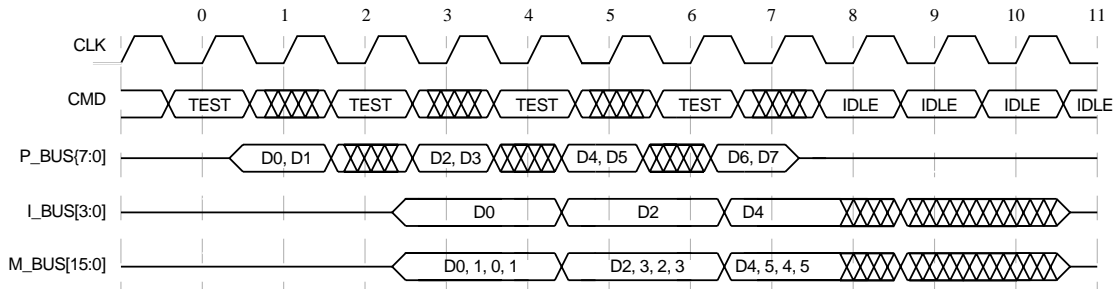 0 1 2 3 4 5 6 7 8 9 10 11
CLK
CMD TEST TEST TEST TEST IDLE IDLE IDLE IDLE
P_BUS{7:0] D0, D1 D2, D3 D4, D5 D6, D7
I_BUS[3:0] D0 D2 D4
M_BUS[15:0] D0, 1, 0, 1 D2, 3, 2, 3 D4, 5, 4, 5